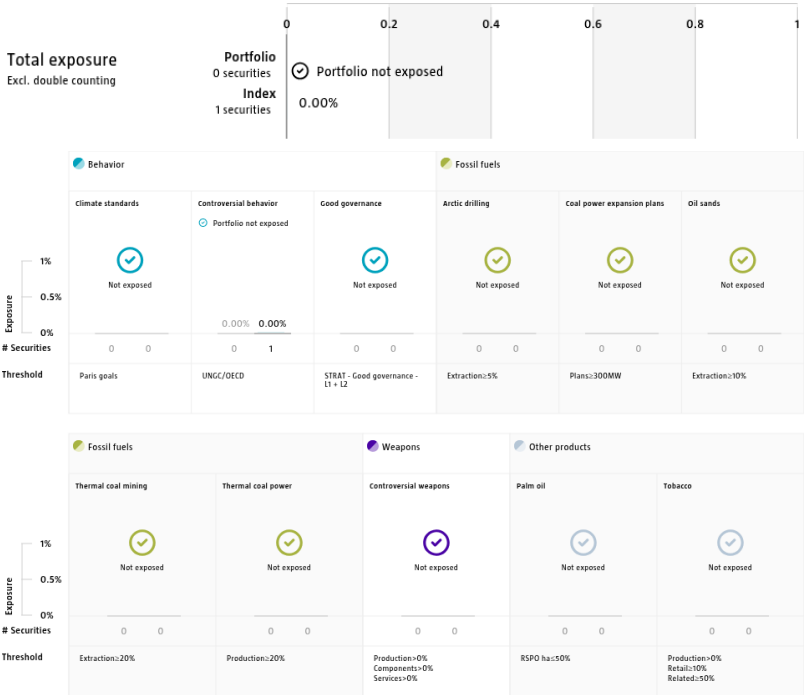 0 0.2 0.4 0.6 0.8 1
Total exposure
Excl. double counting
Portfolio
0 securities
Portfolio not exposed
Index
1 securities
0.00%
Behavior
Fossil fuels
Climate standards
Controversial behavior
Good governance
Arctic drilling
Coal power expansion plans
Oil sands
Portfolio not exposed
Not exposed
Not exposed
Not exposed
Not exposed
Not exposed
Exposure
1%
0.5%
0%
0.00% 0.00%
# Securities
0 0
0 1
0 0
0 0
0 0
0 0
Threshold
Paris goals
UNGC/OECD
STRAT - Good governance -
L1 + L2
Extraction≥5%
Plans≥300MW
Extraction≥10%
Fossil fuels
Weapons
Other products
Thermal coal mining
Thermal coal power
Controversial weapons
Palm oil
Tobacco
Not exposed
Not exposed
Not exposed
Not exposed
Not exposed
Exposure
1%
0.5%
0%
# Securities
0 0
0 0
0 0
0 0
0 0
Threshold
Extraction≥20%
Production≥20%
Production>0%
Components>0%
Services>0%
RSPO ha≤50%
Production>0%
Retail≥10%
Related≥50%